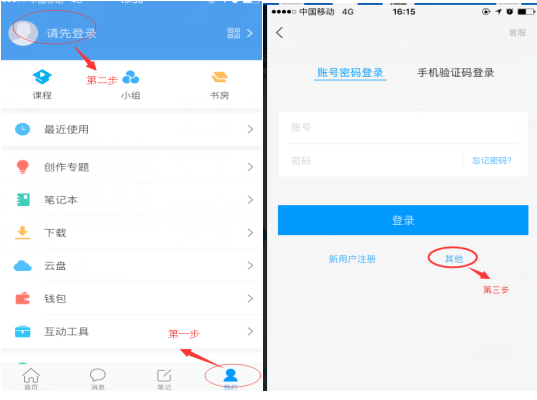 请先登录
第二步
课程
小组
书房
最近使用
创作专题
笔记本
下载
云盘
钱包
互动工具
第一步
首页
消息
笔记
我的
中国移动 4G
16:15
客服
账号密码登录
手机验证码登录
账号
密码
忘记密码?
登录
新用户注册
其他
第三步